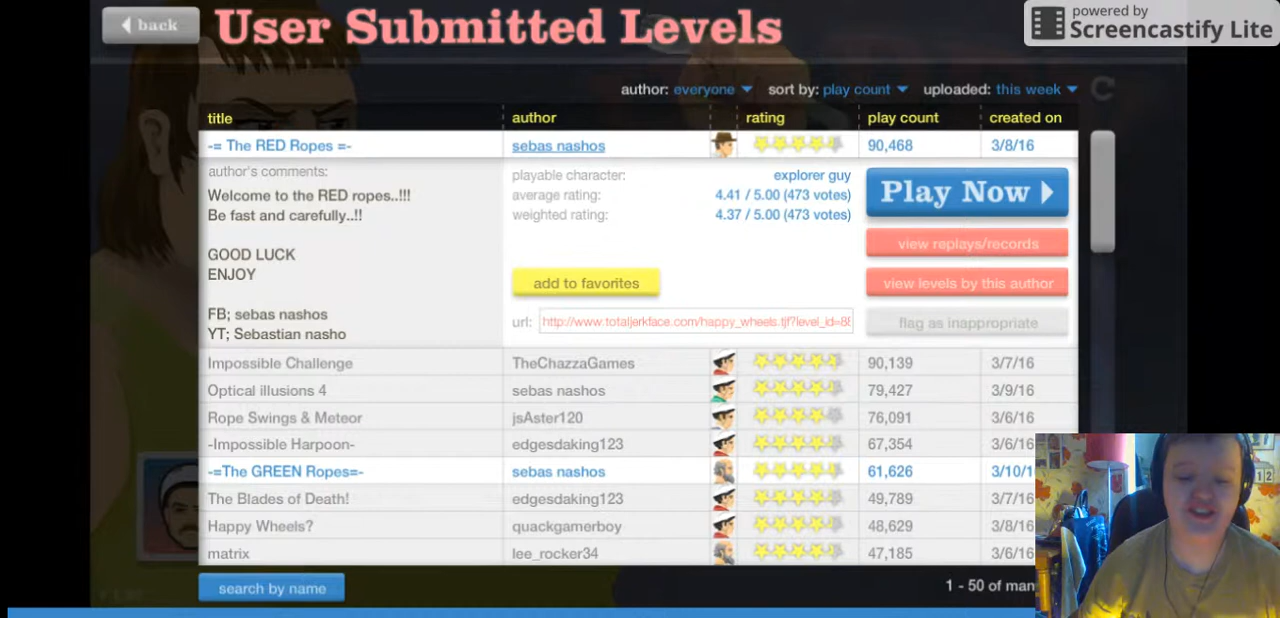 back
User Submitted Levels
powered by
Screencastify Lite
author: everyone sort by: play count uploaded: this week
title author rating play count created on
-= The RED Ropes =- sebas nashos 90,468 3/8/16
author's comments:
Welcome to the RED ropes..!!!
Be fast and carefully..!!
GOOD LUCK
ENJOY
FB; sebas nashos
YT; Sebastian nasho
playable character: explorer guy
average rating: 4.41 / 5.00 (473 votes)
weighted rating: 4.37 / 5.00 (473 votes)
add to favorites
url: http://www.totaljerkface.com/happy_wheels.tjf?level_id=88
Play Now
view replays/records
view levels by this author
flag as inappropriate
Impossible Challenge TheChazzaGames 90,139 3/7/16
Optical illusions 4 sebas nashos 79,427 3/9/16
Rope Swings & Meteor jsAster120 76,091 3/6/16
-Impossible Harpoon- edgesdaking123 67,354 3/6/16
-=The GREEN Ropes=- sebas nashos 61,626 3/10/1
The Blades of Death! edgesdaking123 49,789 3/7/16
Happy Wheels? quackgamerboy 48,629 3/8/16
matrix lee_rocker34 47,185 3/6/16
search by name
1 - 50 of man